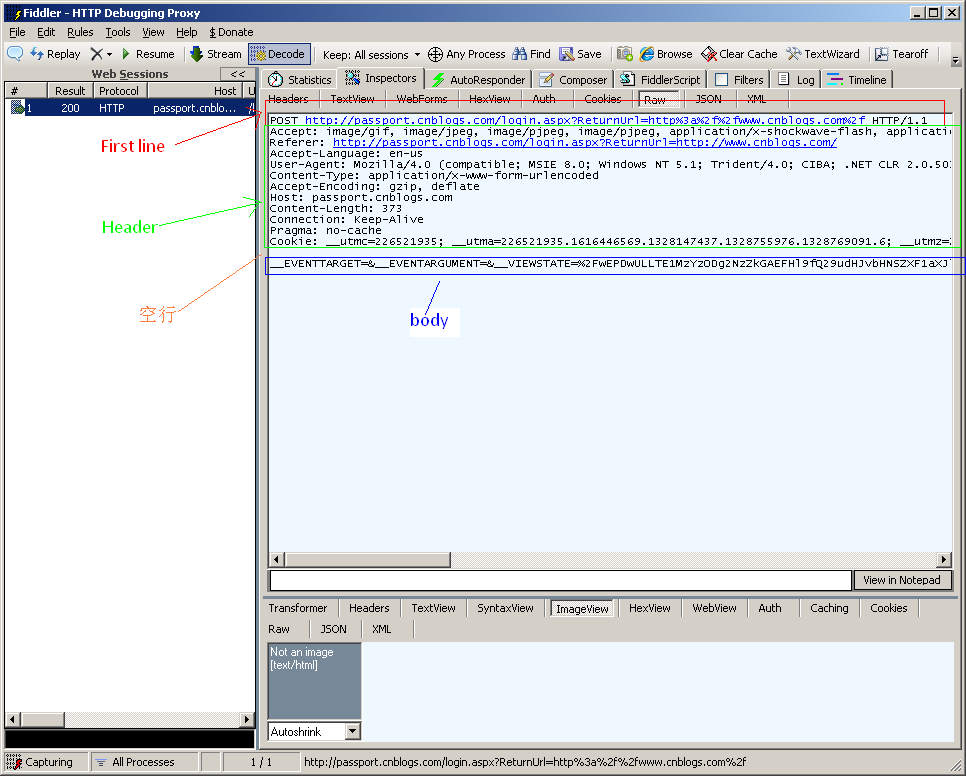 Fiddler - HTTP Debugging Proxy
File Edit Rules Tools View Help $ Donate
Replay Resume Stream Decode Keep: All sessions Any Process Find Save Browse Clear Cache TextWizard Tearoff
Web Sessions <<
# Result Protocol Host U
1 200 HTTP passport.cnblo... /l
Statistics Inspectors AutoResponder Composer FiddlerScript Filters Log Timeline
Headers TextView WebForms HexView Auth Cookies Raw JSON XML
POST http://passport.cnblogs.com/login.aspx?ReturnUrl=http%3a%2f%2fwww.cnblogs.com%2f HTTP/1.1
Accept: image/gif, image/jpeg, image/pjpeg, image/pjpeg, application/x-shockwave-flash, applicatio
Referer: http://passport.cnblogs.com/login.aspx?ReturnUrl=http://www.cnblogs.com/
Accept-Language: en-us
User-Agent: Mozilla/4.0 (compatible; MSIE 8.0; Windows NT 5.1; Trident/4.0; CIBA; .NET CLR 2.0.50
Content-Type: application/x-www-form-urlencoded
Accept-Encoding: gzip, deflate
Host: passport.cnblogs.com
Content-Length: 373
Connection: Keep-Alive
Pragma: no-cache
Cookie: __utmc=226521935; __utma=226521935.1616446569.1328147437.1328755976.1328769091.6; __utmz=2
__EVENTTARGET=&__EVENTARGUMENT=&__VIEWSTATE=%2FwEPDwULLTE1MzYzODg2NzZkGAEFHl9fQ29udHJvbHNSZXF1aXJ
First line
Header
空行
body
View in Notepad
Transformer Headers TextView SyntaxView ImageView HexView WebView Auth Caching Cookies
Raw JSON XML
Not an image
[text/html]
Autoshrink
Capturing All Processes 1 / 1 http://passport.cnblogs.com/login.aspx?ReturnUrl=http%3a%2f%2fwww.cnblogs.com%2f